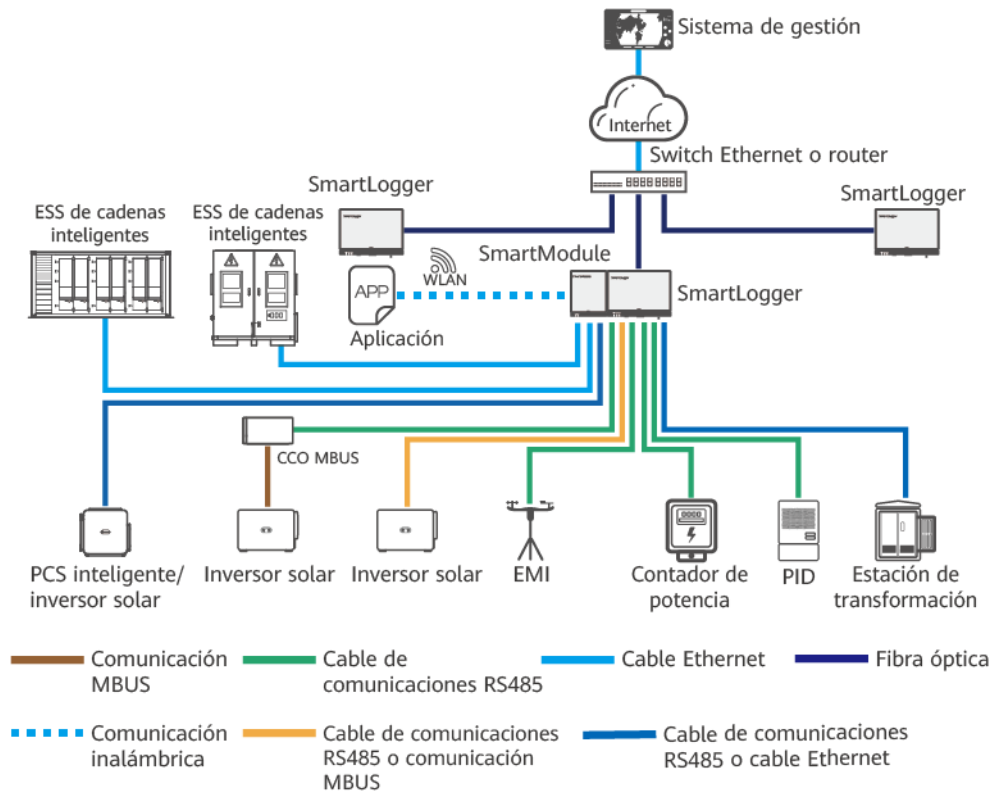 Sistema de gestión
Internet
Switch Ethernet o router
SmartLogger
SmartLogger
ESS de cadenas
inteligentes
ESS de cadenas
inteligentes
SmartModule
WLAN
APP
SmartLogger
Aplicación
CCO MBUS
PCS inteligente/
inversor solar
Inversor solar
Inversor solar
EMI
Contador de
potencia
PID
Estación de
transformación
Comunicación
MBUS
Cable de
comunicaciones RS485
Cable Ethernet
Fibra óptica
Comunicación
inalámbrica
Cable de comunicaciones
RS485 o comunicación
MBUS
Cable de comunicaciones
RS485 o cable Ethernet